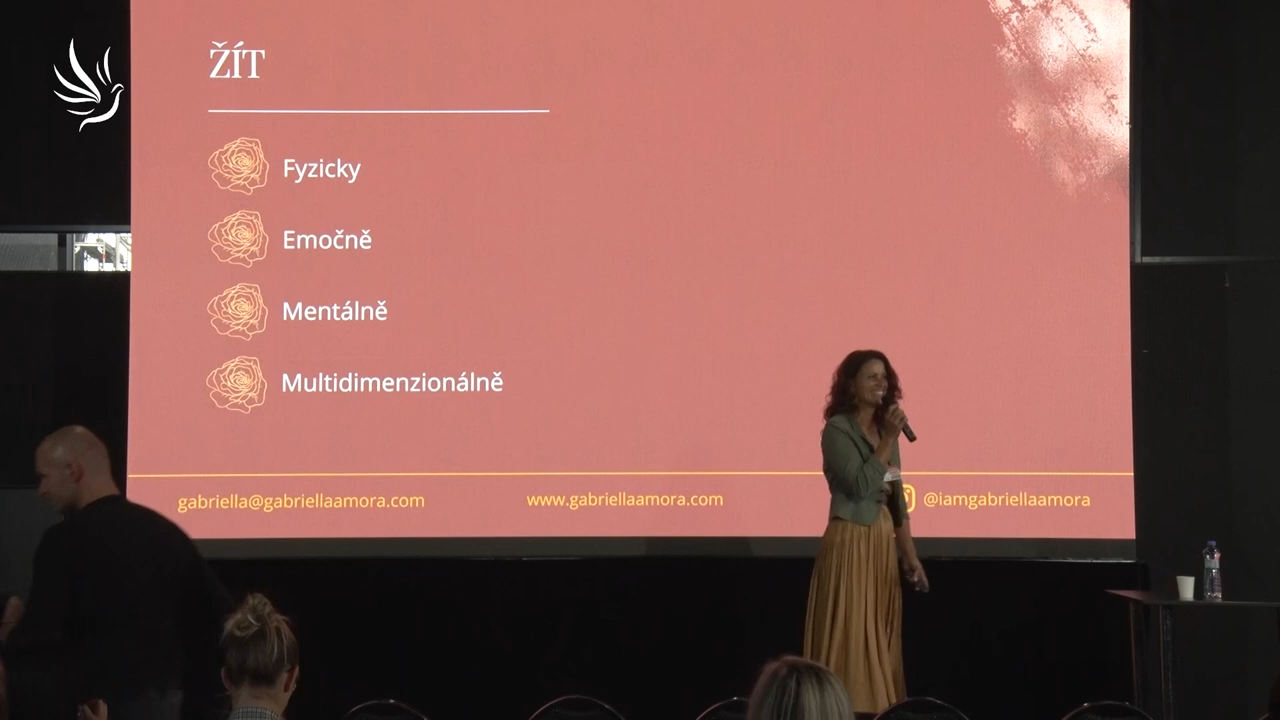 ŽÍT
Fyzicky
Emočně
Mentálně
Multidimenzionálně
gabriella@gabriellaamora.com
www.gabriellaamora.com
@iamgabriellaamora